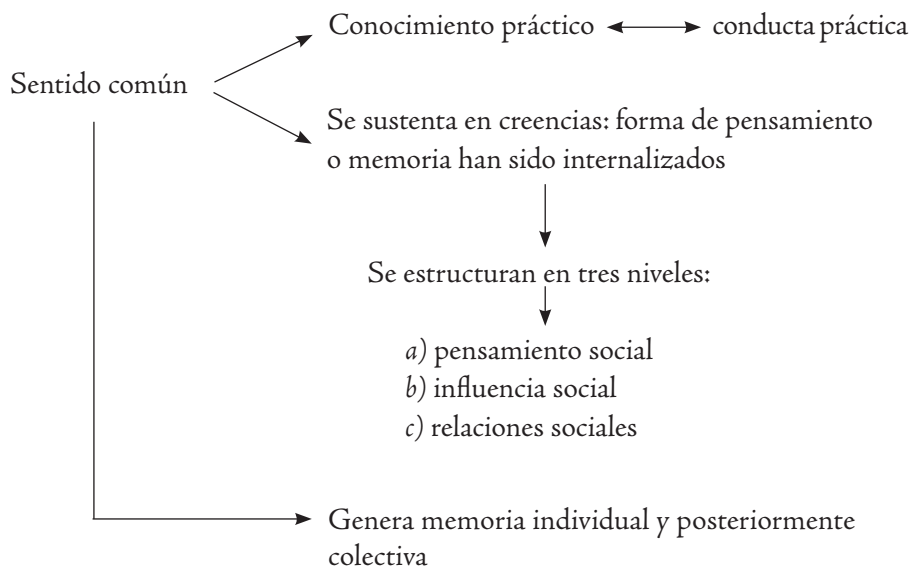 Conocimiento práctico conducta práctica
Sentido común
Se sustenta en creencias: forma de pensamiento
o memoria han sido internalizados
Se estructuran en tres niveles:
a) pensamiento social
b) influencia social
c) relaciones sociales
Genera memoria individual y posteriormente
colectiva